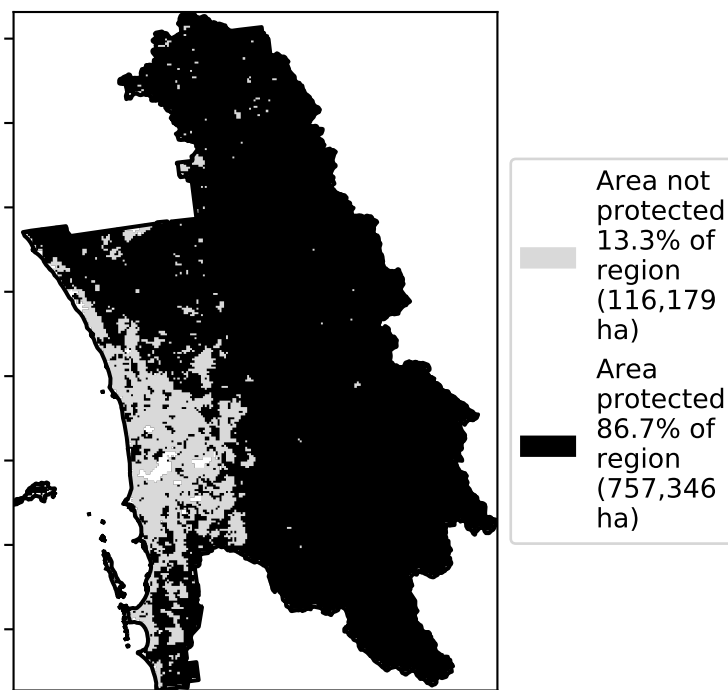 Area not
protected
13.3% of
region
(116,179
ha)
Area
protected
86.7% of
region
(757,346
ha)